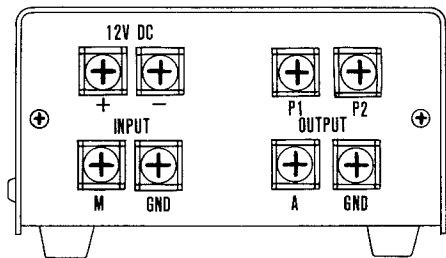 12V DC
+ −
P1 P2
INPUT OUTPUT
M GND A GND